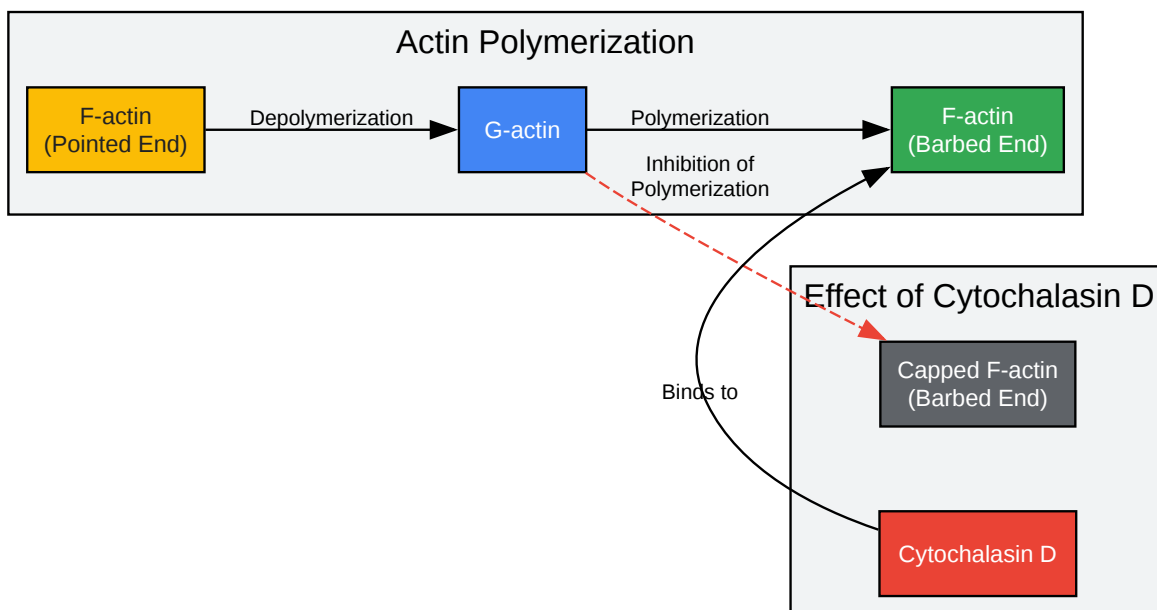 Actin Polymerization
F-actin
(Pointed End)
Depolymerization
G-actin
Polymerization
F-actin
(Barbed End)
Inhibition of
Polymerization
Effect of Cytochalasin D
Capped F-actin
(Barbed End)
Binds to
Cytochalasin D